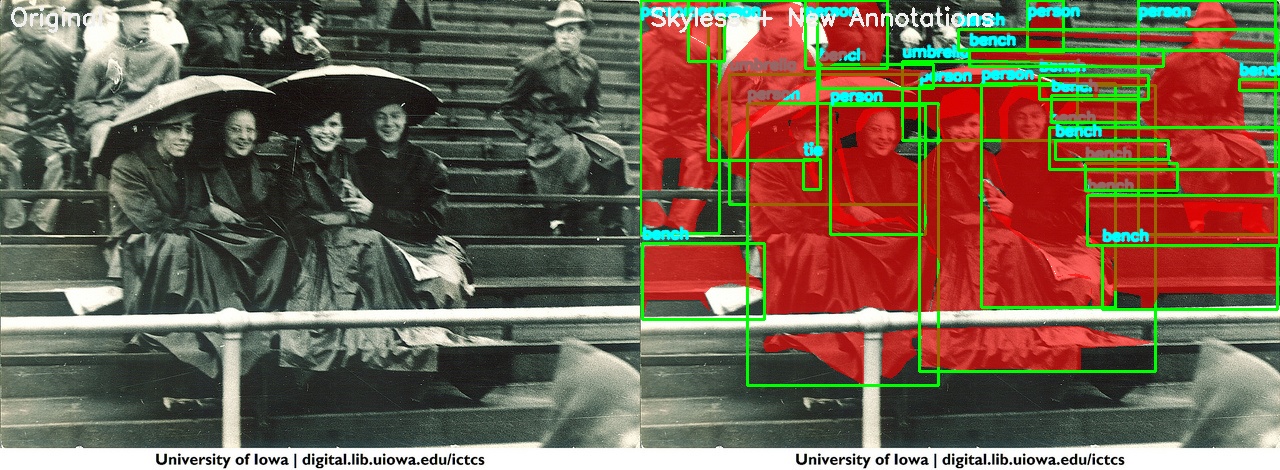 Original
Skyless + New Annotations
person
person
person
person
person
bench
bench
bench
umbrella
umbrella
person
person
bench
bench
bench
person
person
bench
bench
tie
bench
bench
bench
bench
University of Iowa | digital.lib.uiowa.edu/ictcs
University of Iowa | digital.lib.uiowa.edu/ictcs